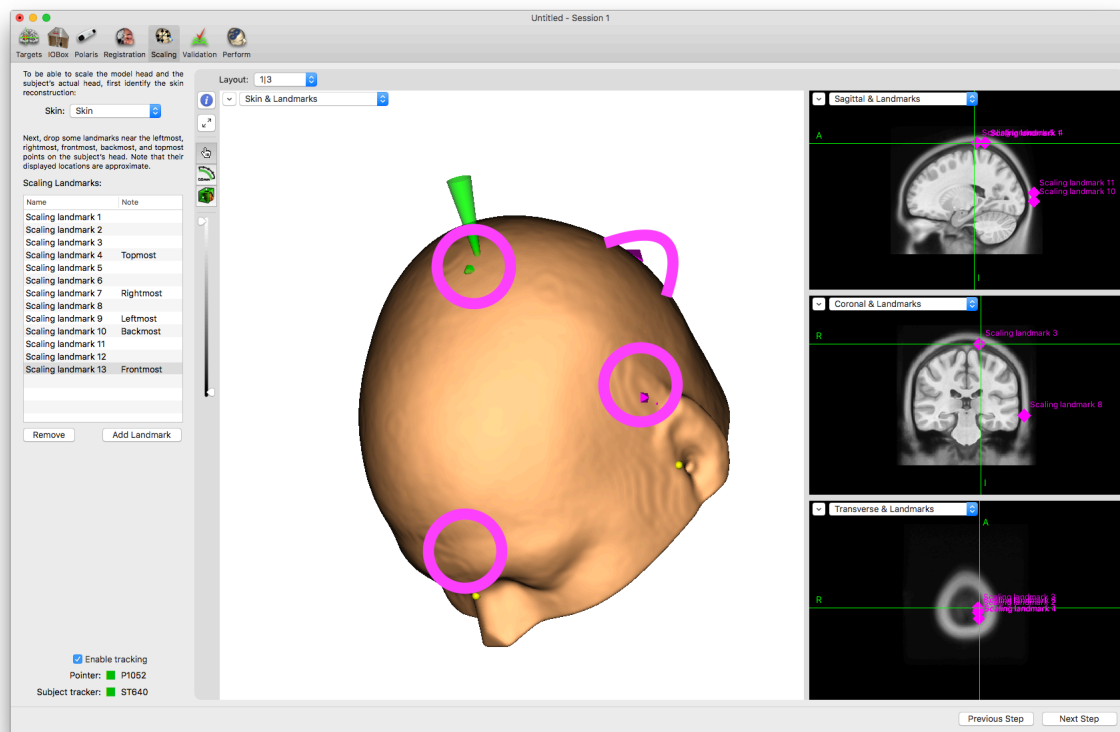 Untitled - Session 1
Targets IOBox Polaris Registration Scaling Validation Perform
To be able to scale the model head and the
subject's actual head, first identify the skin
reconstruction:
Skin: Skin
Next, drop some landmarks near the leftmost,
rightmost, frontmost, backmost, and topmost
points on the subject's head. Note that their
displayed locations are approximate.
Scaling Landmarks:
Name Note
Scaling landmark 1
Scaling landmark 2
Scaling landmark 3
Scaling landmark 4 Topmost
Scaling landmark 5
Scaling landmark 6
Scaling landmark 7 Rightmost
Scaling landmark 8
Scaling landmark 9 Leftmost
Scaling landmark 10 Backmost
Scaling landmark 11
Scaling landmark 12
Scaling landmark 13 Frontmost
Remove Add Landmark
Enable tracking
Pointer: P1052
Subject tracker: ST640
Layout: 1|3
Skin & Landmarks
Sagittal & Landmarks
A
Scaling landmark 11
Scaling landmark 10
I
Coronal & Landmarks
R
Scaling landmark 3
Scaling landmark 8
I
Transverse & Landmarks
A
R
Previous Step Next Step